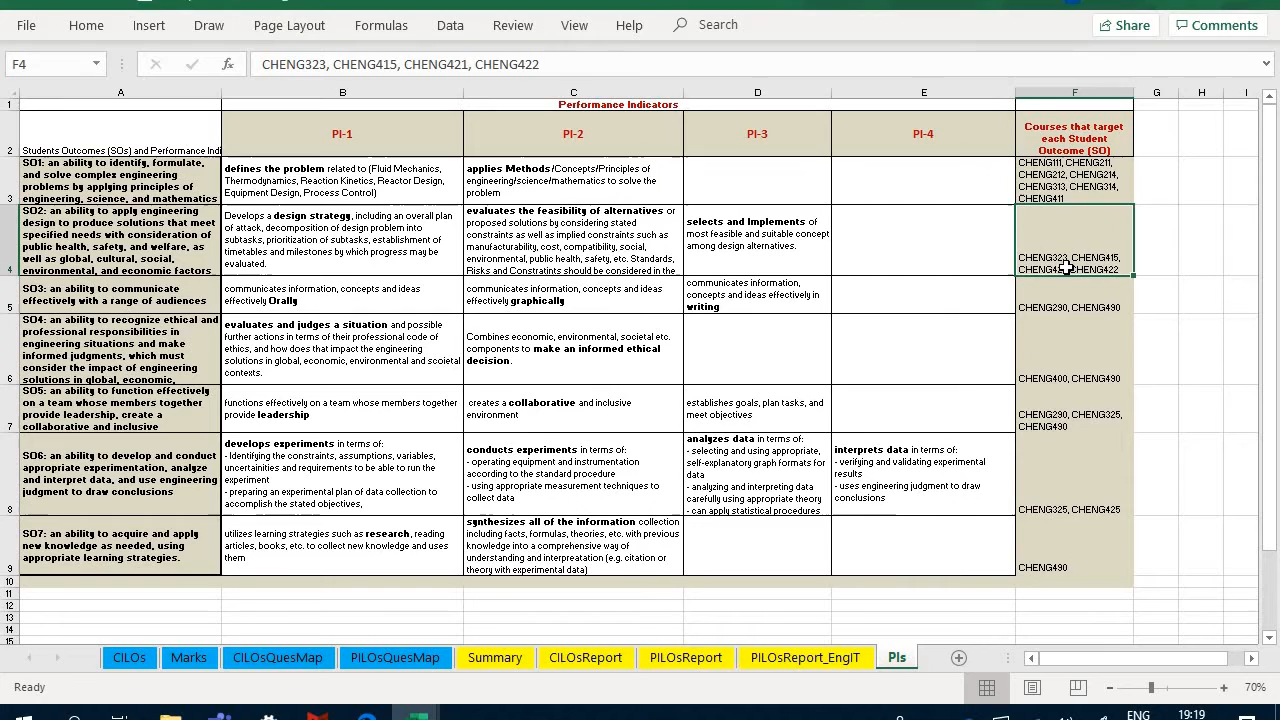 File Home Insert Draw Page Layout Formulas Data Review View Help Search Share Comments
F4 fx CHENG323, CHENG415, CHENG421, CHENG422
A B C D E F G H I
1 Performance Indicators
2 Students Outcomes (SOs) and Performance Indi
PI-1
PI-2
PI-3
PI-4
Courses that target
each Student
Outcome (SO)
3
SO1: an ability to identify, formulate,
and solve complex engineering
problems by applying principles of
engineering, science, and mathematics
defines the problem related to (Fluid Mechanics,
Thermodynamics, Reaction Kinetics, Reactor Design,
Equipment Design, Process Control)
applies Methods/Concepts/Principles of
engineering/science/mathematics to solve the
problem
CHENG111, CHENG211,
CHENG212, CHENG214,
CHENG313, CHENG314,
CHENG411
4
SO2: an ability to apply engineering
design to produce solutions that meet
specified needs with consideration of
public health, safety, and welfare, as
well as global, cultural, social,
environmental, and economic factors
Develops a design strategy, including an overall plan
of attack, decomposition of design problem into
subtasks, prioritization of subtasks, establishment of
timetables and milestones by which progress may be
evaluated.
evaluates the feasibility of alternatives or
proposed solutions by considering stated
constraints as well as implied constraints such as
manufacturability, cost, compatibility, social,
environmental, public health, safety, etc. Standards,
Risks and Constratints should be considered in the
selects and Implements of
most feasible and suitable concept
among design alternatives.
CHENG323, CHENG415,
CHENG421, CHENG422
5
SO3: an ability to communicate
effectively with a range of audiences
communicates information, concepts and ideas
effectively Orally
communicates information, concepts and ideas
effectively graphically
communicates information,
concepts and ideas effectively in
writing
CHENG290, CHENG490
6
SO4: an ability to recognize ethical and
professional responsibilities in
engineering situations and make
informed judgments, which must
consider the impact of engineering
solutions in global, economic,
evaluates and judges a situation and possible
further actions in terms of their professional code of
ethics, and how does that impact the engineering
solutions in global, economic, environmental and societal
contexts.
Combines economic, environmental, societal etc.
components to make an informed ethical
decision.
CHENG400, CHENG490
7
SO5: an ability to function effectively
on a team whose members together
provide leadership, create a
collaborative and inclusive
functions effectively on a team whose members together
provide leadership
creates a collaborative and inclusive
environment
establishes goals, plan tasks, and
meet objectives
CHENG290, CHENG325,
CHENG490
8
SO6: an ability to develop and conduct
appropriate experimentation, analyze
and interpret data, and use engineering
judgment to draw conclusions
develops experiments in terms of:
- Identifying the constraints, assumptions, variables,
uncertainities and requirements to be able to run the
experiment
- preparing an experimental plan of data collection to
accomplish the stated objectives,
conducts experiments in terms of:
- operating equipment and instrumentation
according to the standard procedure
- using appropriate measurement techniques to
collect data
analyzes data in terms of:
- selecting and using appropriate,
self-explanatory graph formats for
data
- analyzing and interpreting data
carefully using appropriate theory
- can apply statistical procedures
interprets data in terms of:
- verifying and validating experimental
results
- uses engineering judgment to draw
conclusions
CHENG325, CHENG425
9
SO7: an ability to acquire and apply
new knowledge as needed, using
appropriate learning strategies.
utilizes learning strategies such as research, reading
articles, books, etc. to collect new knowledge and uses
them
synthesizes all of the information collection
including facts, formulas, theories, etc. with previous
knowledge into a comprehensive way of
understanding and interpreatation (e.g. citation or
theory with experimental data)
CHENG490
10
11
12
13
14
15
CILOs Marks CILOsQuesMap PILOsQuesMap Summary CILOsReport PILOsReport PILOsReport_EngIT PIs
Ready 70%
ENG 19:19